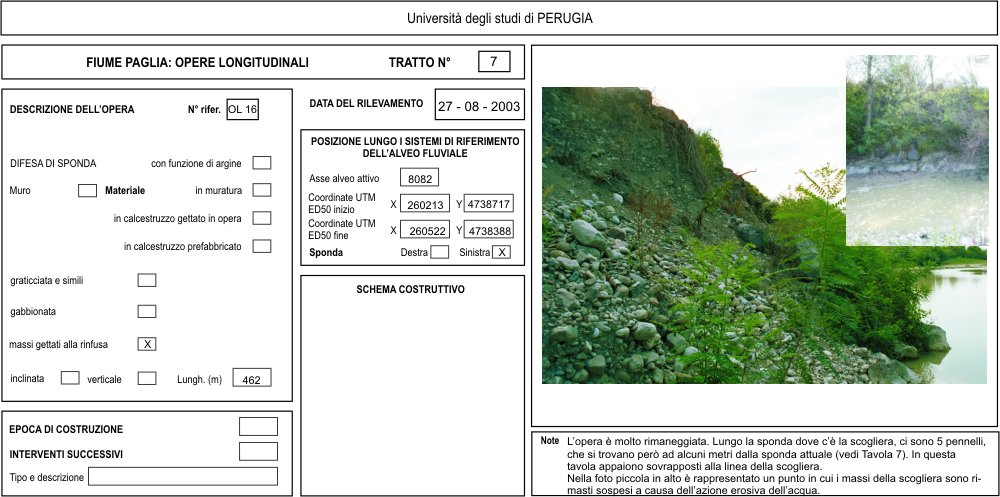 Università degli studi di PERUGIA
FIUME PAGLIA: OPERE LONGITUDINALI TRATTO N° 7
DESCRIZIONE DELL'OPERA N° rifer. OL 16
DIFESA DI SPONDA con funzione di argine
Muro Materiale in muratura
in calcestruzzo gettato in opera
in calcestruzzo prefabbricato
graticciata e simili
gabbionata
massi gettati alla rinfusa X
inclinata verticale Lungh. (m) 462
EPOCA DI COSTRUZIONE
INTERVENTI SUCCESSIVI
Tipo e descrizione
DATA DEL RILEVAMENTO 27 - 08 - 2003
POSIZIONE LUNGO I SISTEMI DI RIFERIMENTO
DELL'ALVEO FLUVIALE
Asse alveo attivo 8082
Coordinate UTM
ED50 inizio X 260213 Y 4738717
Coordinate UTM
ED50 fine X 260522 Y 4738388
Sponda Destra Sinistra X
SCHEMA COSTRUTTIVO
Note L'opera è molto rimaneggiata. Lungo la sponda dove c'è la scogliera, ci sono 5 pennelli,
che si trovano però ad alcuni metri dalla sponda attuale (vedi Tavola 7). In questa
tavola appaiono sovrapposti alla linea della scogliera.
Nella foto piccola in alto è rappresentato un punto in cui i massi della scogliera sono ri-
masti sospesi a causa dell'azione erosiva dell'acqua.